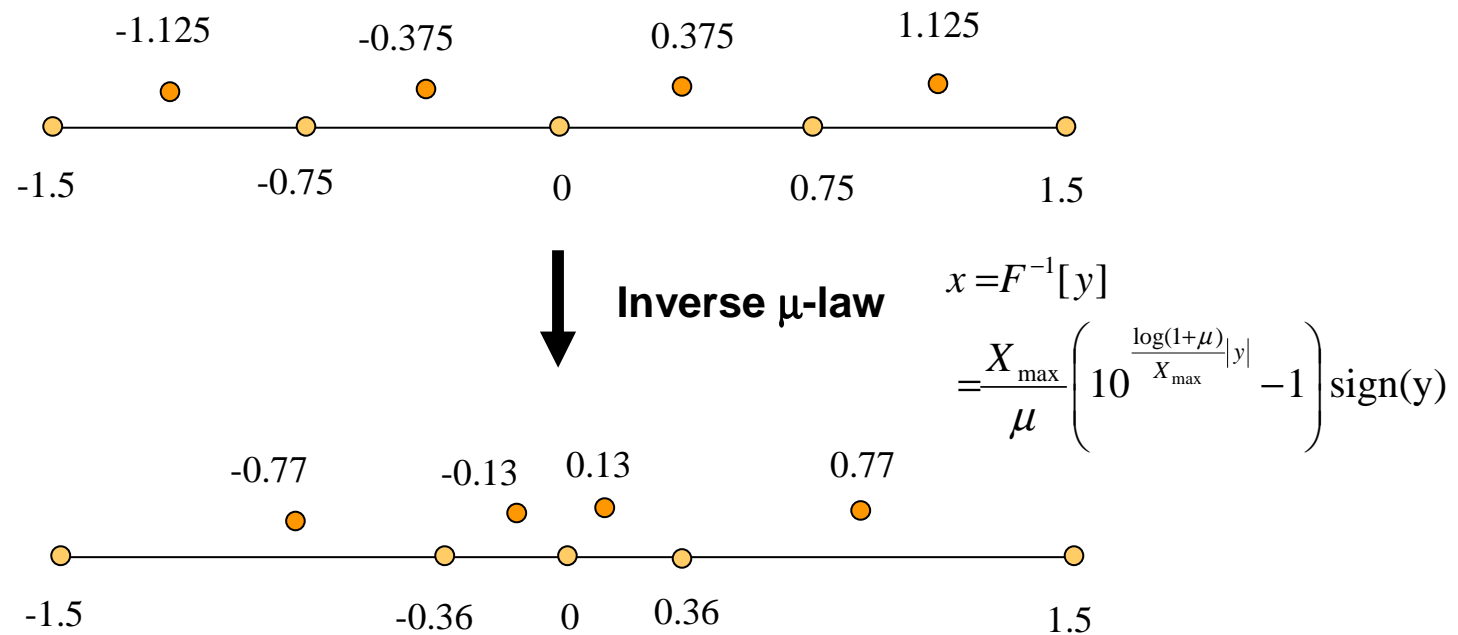 -1.125 -0.375 0.375 1.125
-1.5 -0.75 0 0.75 1.5
Inverse μ-law
x = F⁻¹[y]
= X_max / μ ( 10^{log(1+μ)/X_max |y|} − 1 ) sign(y)
-0.77 -0.13 0.13 0.77
-1.5 -0.36 0 0.36 1.5